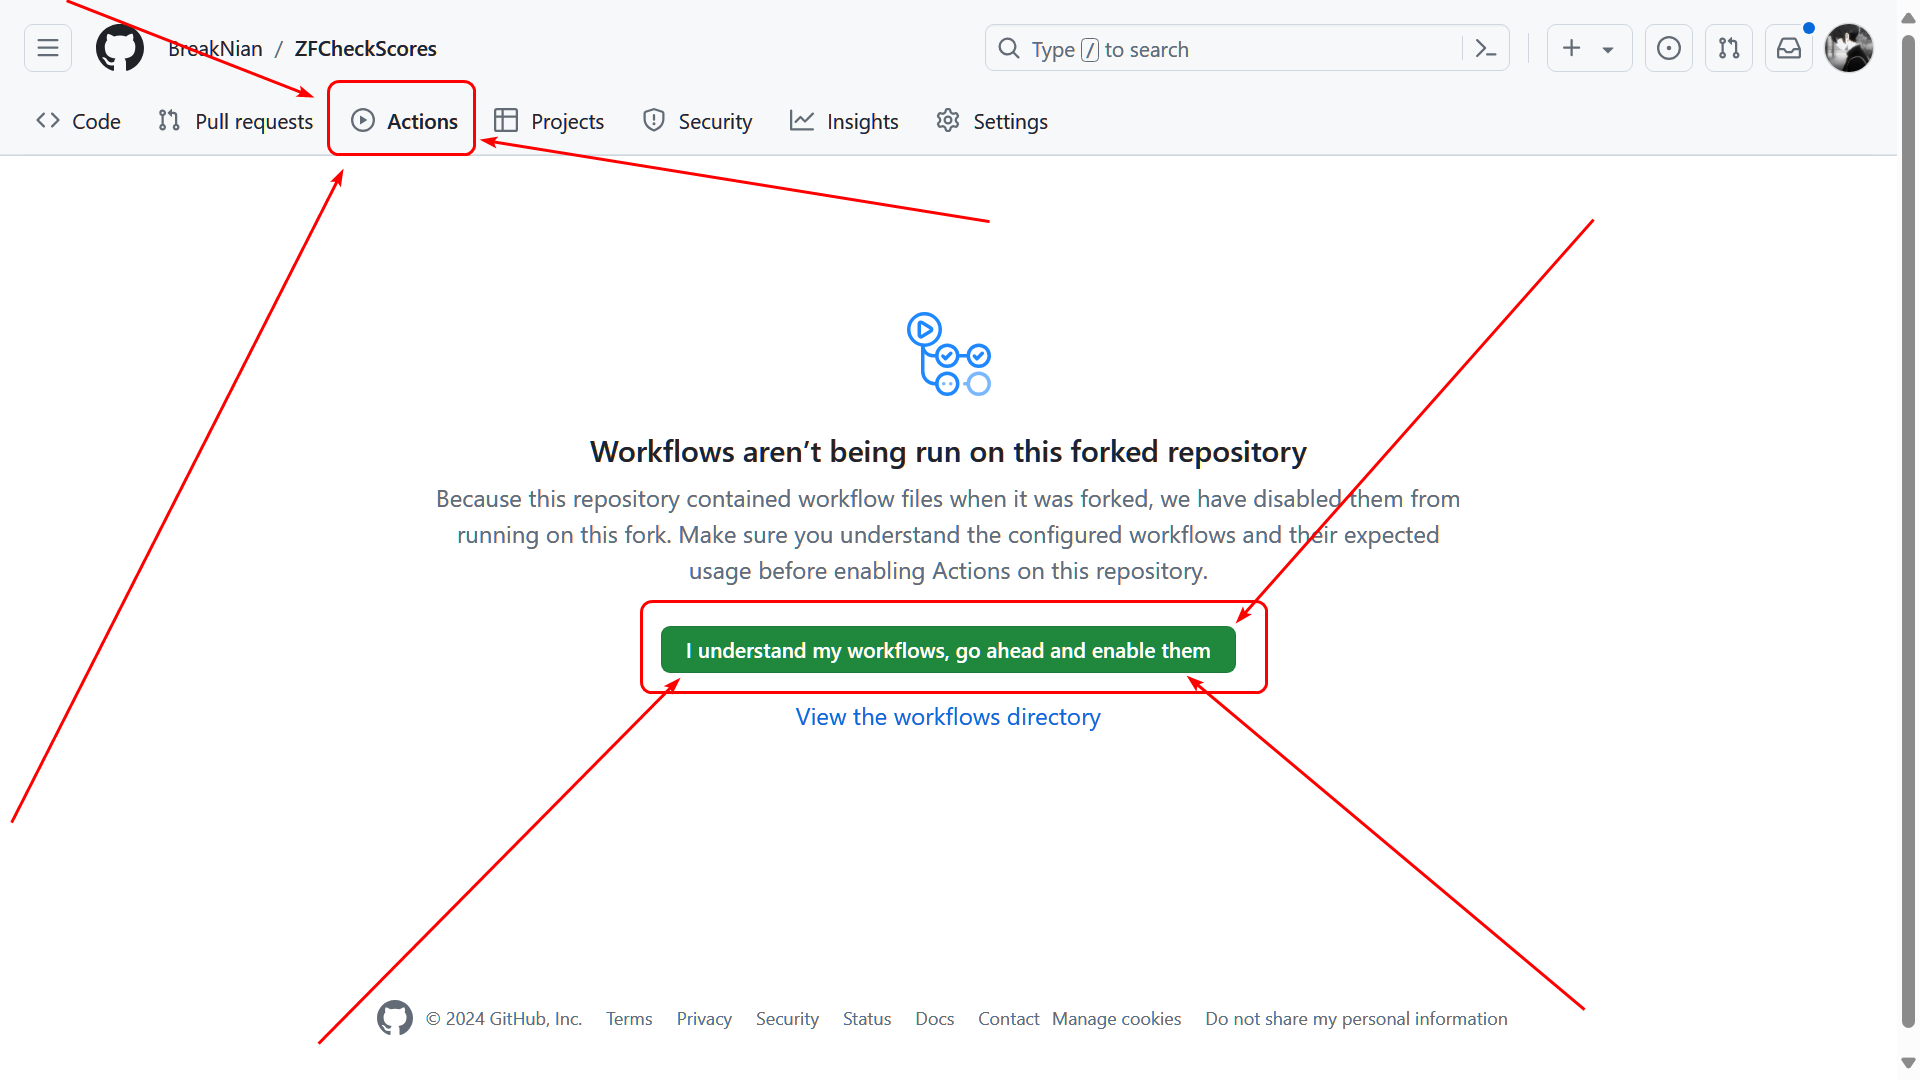 BreakNian / ZFCheckScores
Type / to search
Code Pull requests Actions Projects Security Insights Settings
Workflows aren’t being run on this forked repository
Because this repository contained workflow files when it was forked, we have disabled them from
running on this fork. Make sure you understand the configured workflows and their expected
usage before enabling Actions on this repository.
I understand my workflows, go ahead and enable them
View the workflows directory
© 2024 GitHub, Inc. Terms Privacy Security Status Docs Contact Manage cookies Do not share my personal information